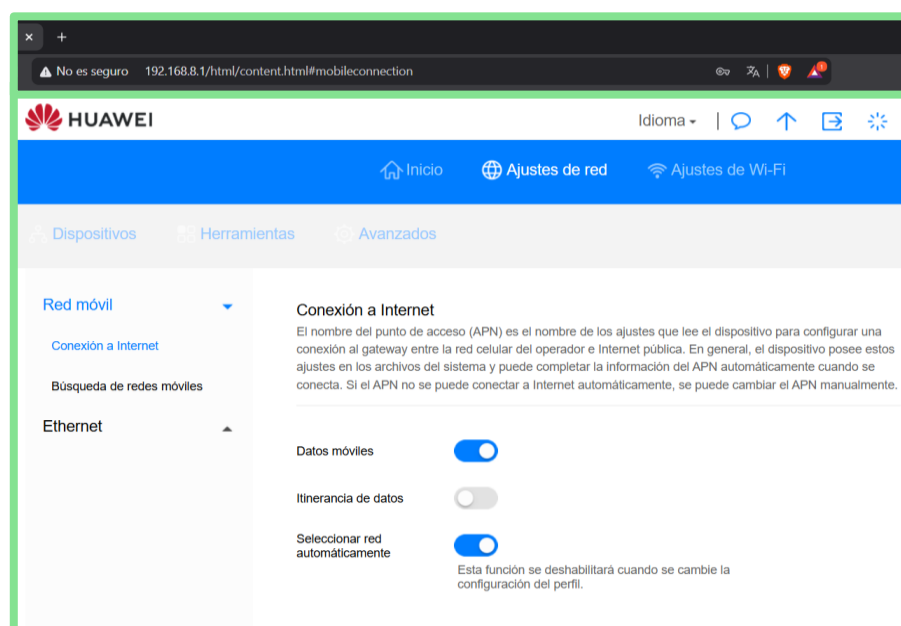 No es seguro 192.168.8.1/html/content.html#mobileconnection
HUAWEI
Idioma
Inicio
Ajustes de red
Ajustes de Wi-Fi
Dispositivos
Herramientas
Avanzados
Red móvil
Conexión a Internet
Búsqueda de redes móviles
Ethernet
Conexión a Internet
El nombre del punto de acceso (APN) es el nombre de los ajustes que lee el dispositivo para configurar una
conexión al gateway entre la red celular del operador e Internet pública. En general, el dispositivo posee estos
ajustes en los archivos del sistema y puede completar la información del APN automáticamente cuando se
conecta. Si el APN no se puede conectar a Internet automáticamente, se puede cambiar el APN manualmente.
Datos móviles
Itinerancia de datos
Seleccionar red
automáticamente
Esta función se deshabilitará cuando se cambie la
configuración del perfil.